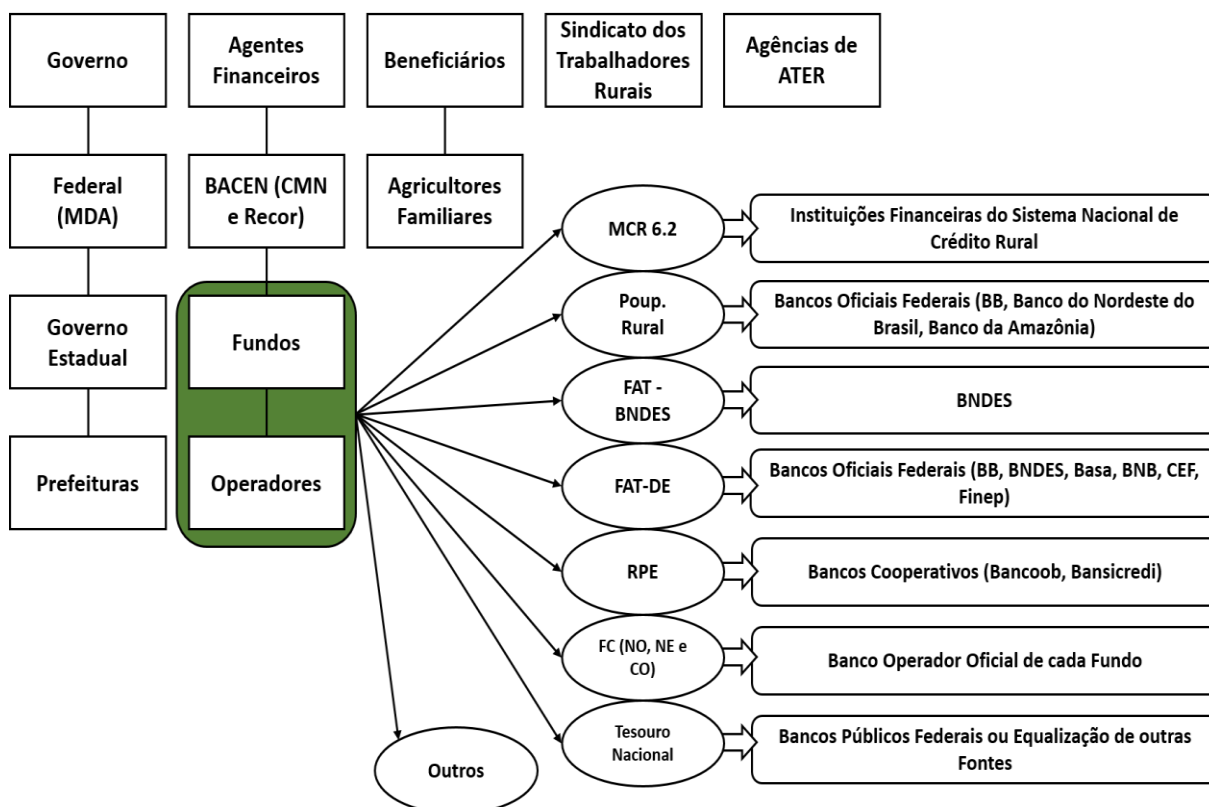 Governo
Agentes
Financeiros
Beneficiários
Sindicato dos
Trabalhadores
Rurais
Agências de
ATER
Federal
(MDA)
BACEN (CMN
e Recor)
Agricultores
Familiares
Governo
Estadual
Fundos
Prefeituras
Operadores
MCR 6.2
Instituições Financeiras do Sistema Nacional de
Crédito Rural
Poup.
Rural
Bancos Oficiais Federais (BB, Banco do Nordeste do
Brasil, Banco da Amazônia)
FAT -
BNDES
BNDES
FAT-DE
Bancos Oficiais Federais (BB, BNDES, Basa, BNB, CEF,
Finep)
RPE
Bancos Cooperativos (Bancoob, Bansicredi)
FC (NO, NE e
CO)
Banco Operador Oficial de cada Fundo
Tesouro
Nacional
Bancos Públicos Federais ou Equalização de outras
Fontes
Outros